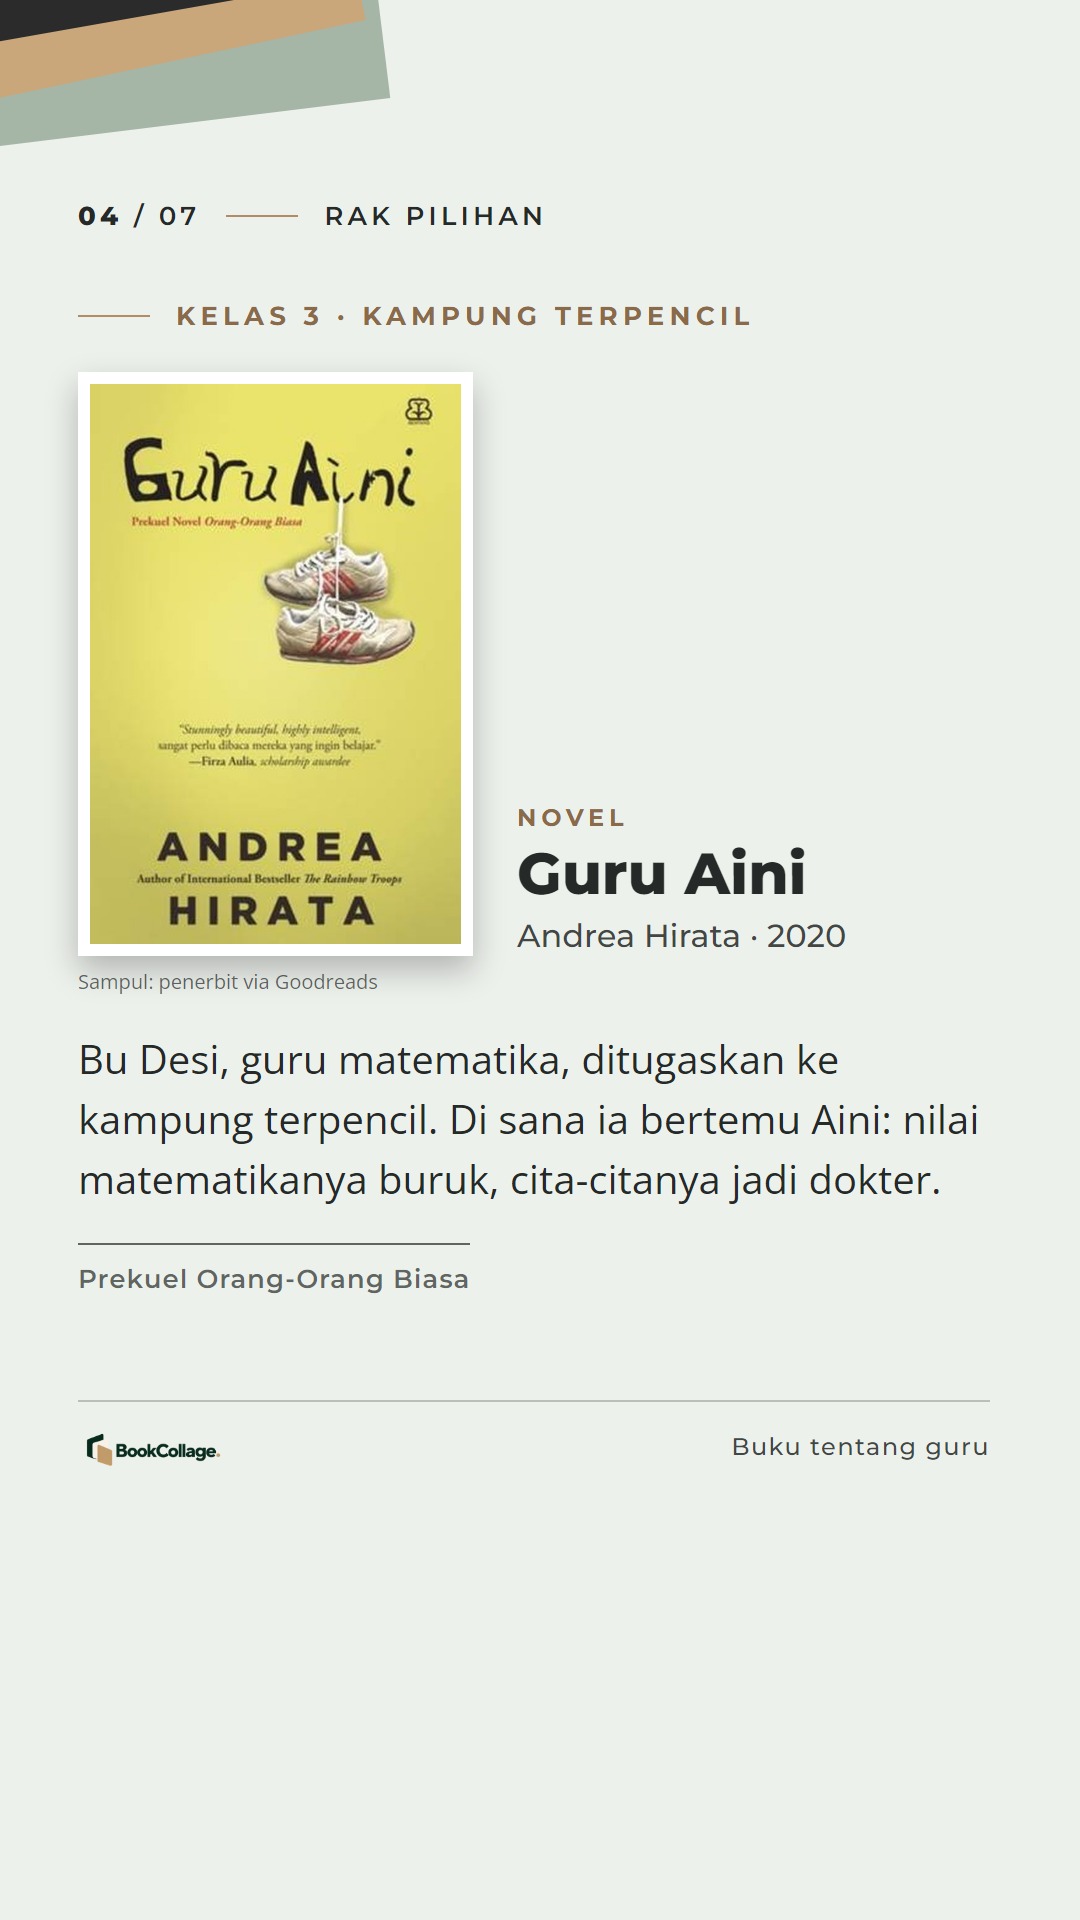 04 / 07 RAK PILIHAN
KELAS 3 · KAMPUNG TERPENCIL
Guru Aini
Prekuel Novel Orang-Orang Biasa
"Stunningly beautiful, highly intelligent,
sangat perlu dibaca mereka yang ingin belajar."
—Firza Aulia, scholarship awardee
ANDREA
Author of International Bestseller The Rainbow Troops
HIRATA
NOVEL
Guru Aini
Andrea Hirata · 2020
Sampul: penerbit via Goodreads
Bu Desi, guru matematika, ditugaskan ke
kampung terpencil. Di sana ia bertemu Aini: nilai
matematikanya buruk, cita-citanya jadi dokter.
Prekuel Orang-Orang Biasa
BookCollage.
Buku tentang guru